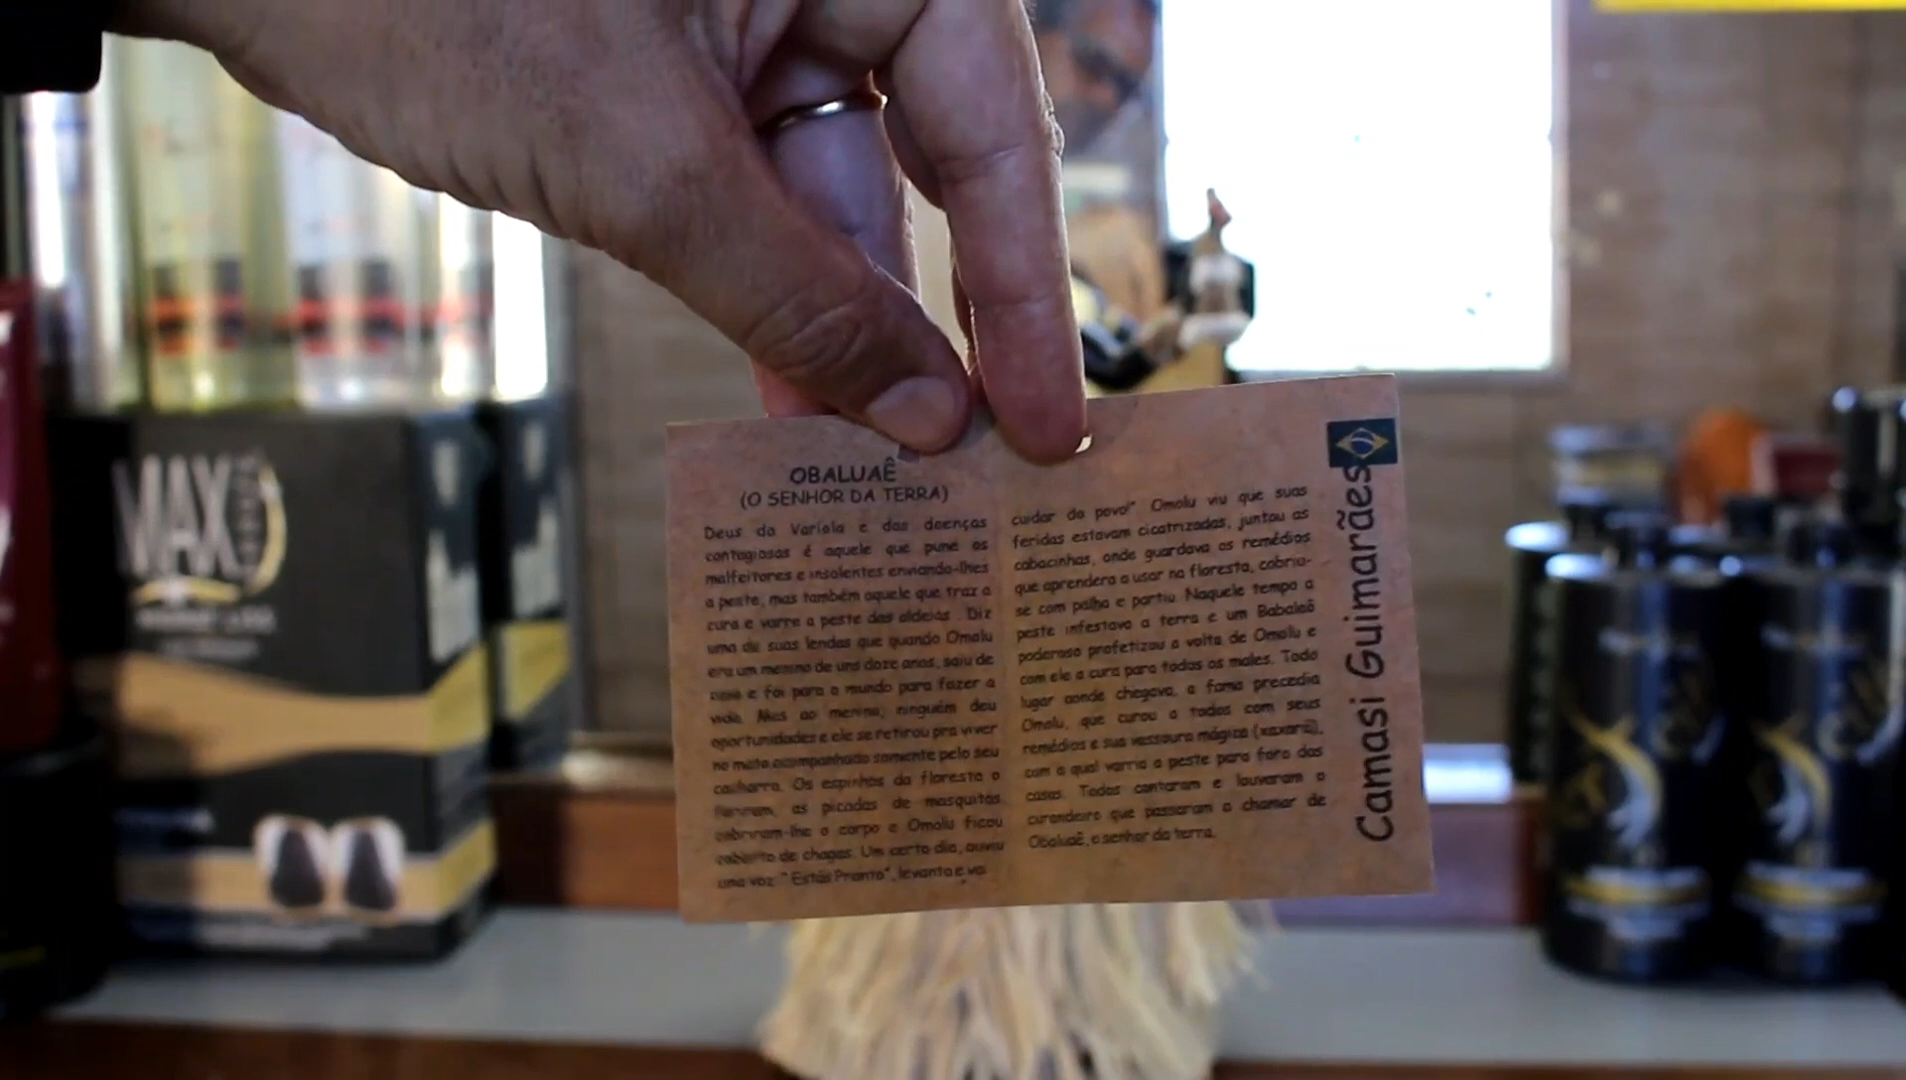 MAX
OBALUAÊ
(O SENHOR DA TERRA)
Deus da Varíola e das doenças
contagiosas é aquele que pune os
malfeitores e insolentes enviando-lhes
a peste, mas também aquele que traz a
cura e varre a peste das aldeias . Diz
uma de suas lendas que quando Omolu
era um menino de uns doze anos, saiu de
casa e foi para o mundo para fazer a
vida. Mas ao menino, ninguém deu
oportunidades e ele se retirou pra viver
no mato acompanhado somente pelo seu
cachorro. Os espinhos da floresta o
feriram, as picadas de mosquitos
cobriram-lhe o corpo e Omolu ficou
coberto de chagas. Um certo dia, ouviu
uma voz: " Estás Pronto", levanta e vai
cuidar do povo!" Omolu viu que suas
feridas estavam cicatrizadas, juntou as
cabacinhas, onde guardava os remédios
que aprendera a usar na floresta, cobriu-
se com palha e partiu. Naquele tempo a
peste infestava a terra e um Babalaô
poderoso profetizou a volta de Omolu e
com ele a cura para todos os males. Todo
lugar aonde chegava, a fama precedia
Omolu, que curou a todos com seus
remédios e sua vassoura mágica (xaxará),
com a qual varria a peste para fora das
casas. Todos cantaram e louvaram o
curandeiro que passaram a chamar de
Obaluaê, o senhor da terra.
Camasi Guimarães